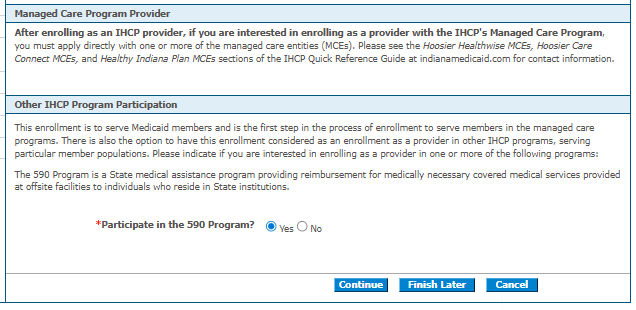 Managed Care Program Provider
After enrolling as an IHCP provider, if you are interested in enrolling as a provider with the IHCP's Managed Care Program,
you must apply directly with one or more of the managed care entities (MCEs). Please see the Hoosier Healthwise MCEs, Hoosier Care
Connect MCEs, and Healthy Indiana Plan MCEs sections of the IHCP Quick Reference Guide at indianamedicaid.com for contact information.
Other IHCP Program Participation
This enrollment is to serve Medicaid members and is the first step in the process of enrollment to serve members in the managed care
programs. There is also the option to have this enrollment considered as an enrollment as a provider in other IHCP programs, serving
particular member populations. Please indicate if you are interested in enrolling as a provider in one or more of the following programs:
The 590 Program is a State medical assistance program providing reimbursement for medically necessary covered medical services provided
at offsite facilities to individuals who reside in State institutions.
*Participate in the 590 Program? Yes No
Continue Finish Later Cancel